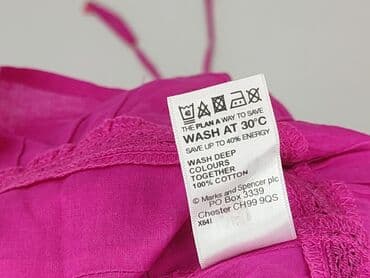 THE PLAN A WAY TO SAVE
WASH AT 30°C
SAVE UP TO 40% ENERGY
WASH DEEP
COLOURS
TOGETHER
100% COTTON
© Marks and Spencer plc
PO Box 3339
Chester CH99 9QS
X641